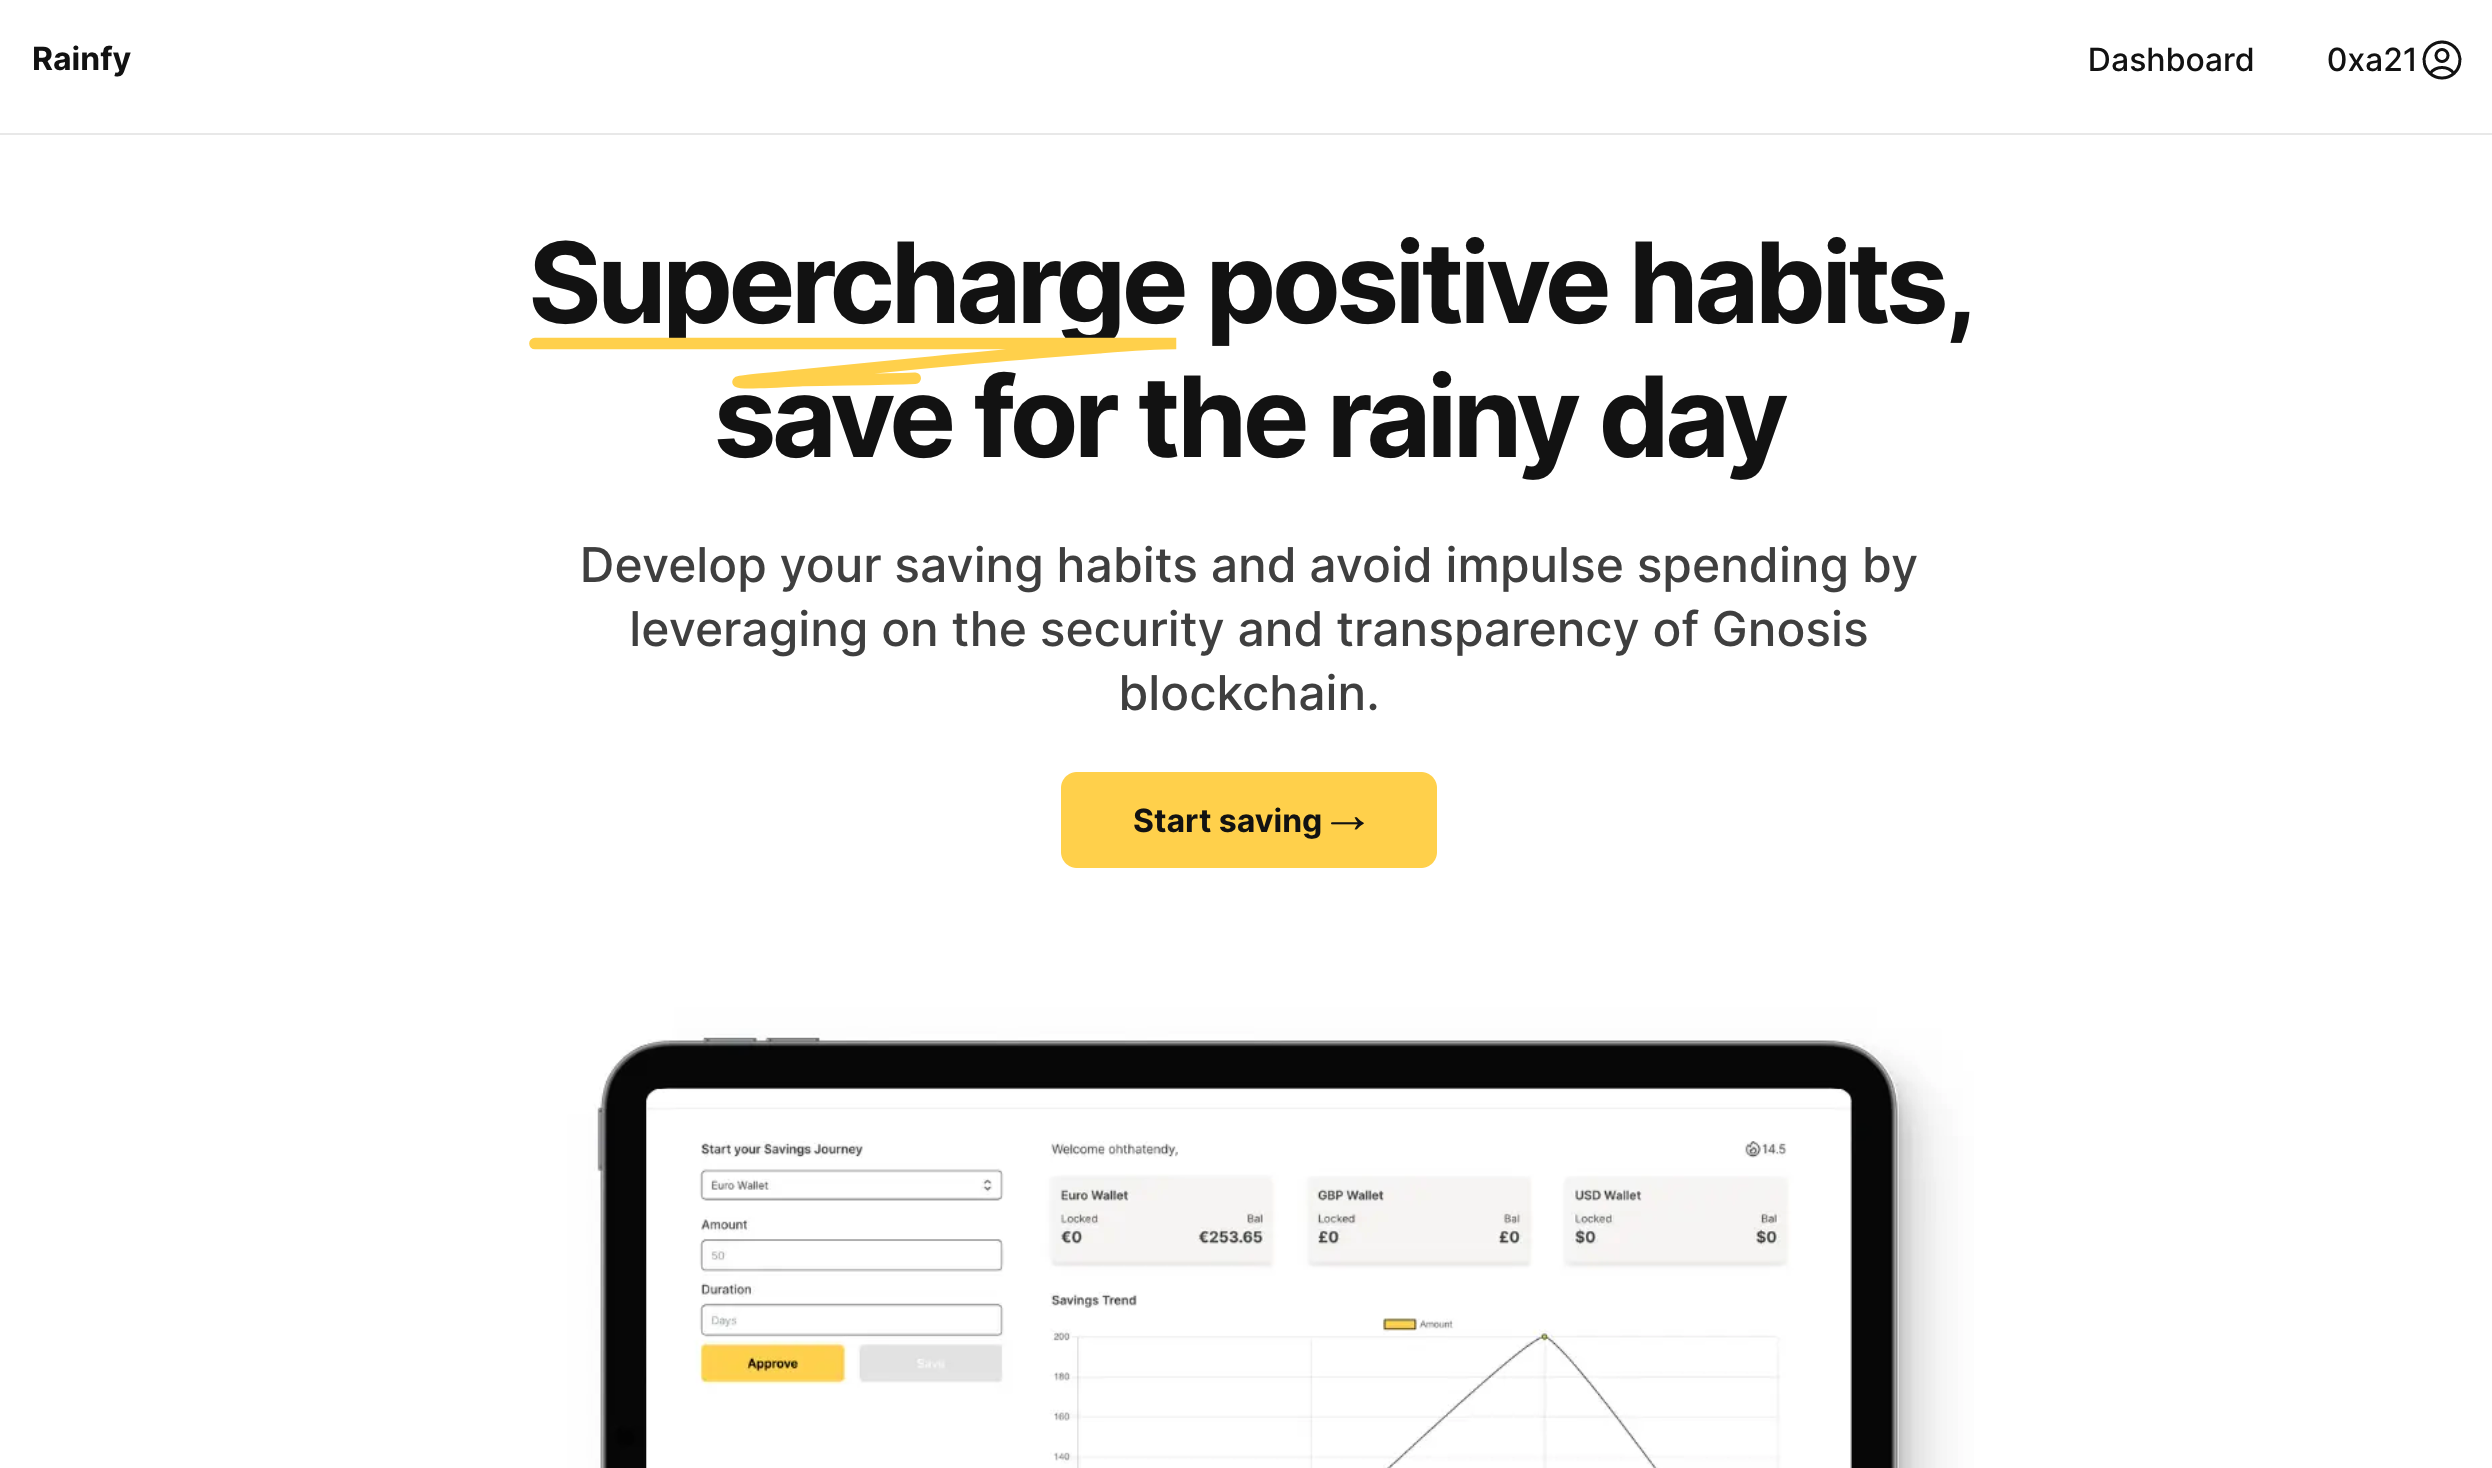 Rainfy
Dashboard
0xa21
Supercharge positive habits,
save for the rainy day
Develop your saving habits and avoid impulse spending by
leveraging on the security and transparency of Gnosis
blockchain.
Start saving →
Start your Savings Journey
Euro Wallet
Amount
50
Duration
Days
Approve
Save
Welcome ohthatendy,
14.5
Euro Wallet
Locked Bal
€0 €253.65
GBP Wallet
Locked Bal
£0 £0
USD Wallet
Locked Bal
$0 $0
Savings Trend
Amount
200
180
160
140